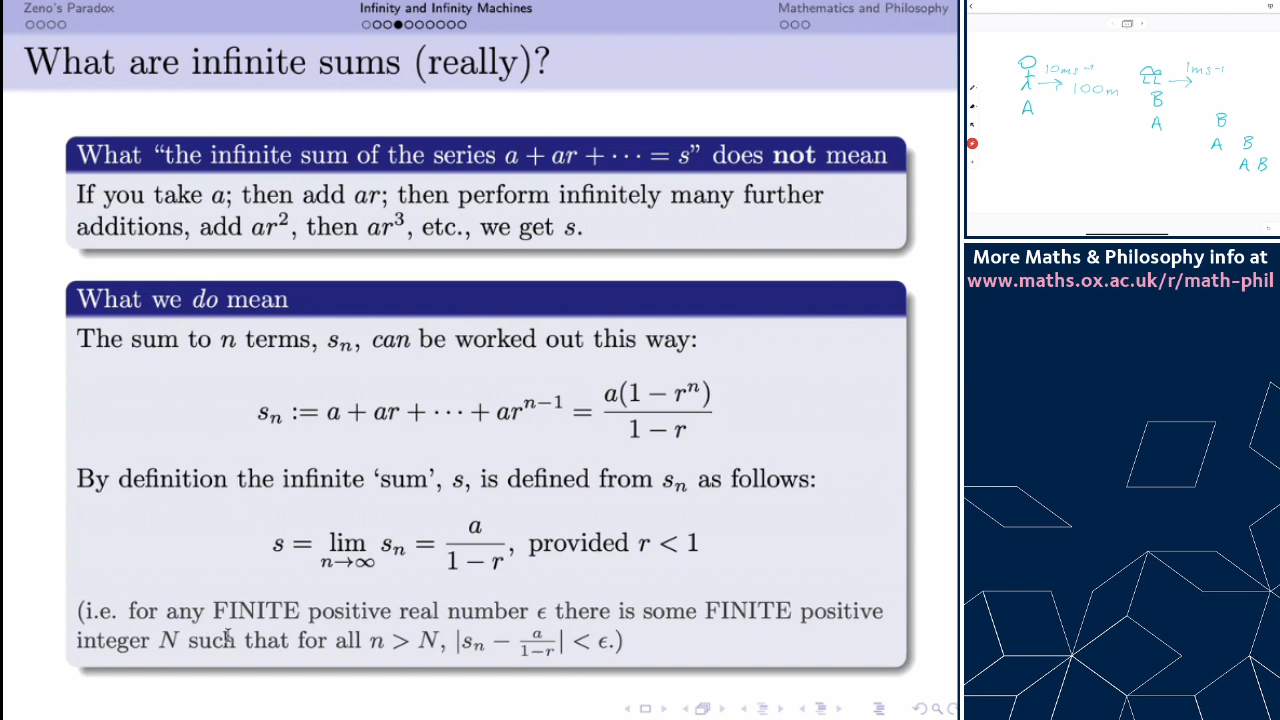 Zeno's Paradox
Infinity and Infinity Machines
Mathematics and Philosophy
What are infinite sums (really)?
What “the infinite sum of the series a + ar + ⋯ = s” does not mean
If you take a; then add ar; then perform infinitely many further
additions, add ar², then ar³, etc., we get s.
What we do mean
The sum to n terms, sₙ, can be worked out this way:
sₙ := a + ar + ⋯ + arⁿ⁻¹ = a(1 − rⁿ) / 1 − r
By definition the infinite ‘sum’, s, is defined from sₙ as follows:
s = lim n→∞ sₙ = a / 1 − r, provided r < 1
(i.e. for any FINITE positive real number ϵ there is some FINITE positive
integer N such that for all n > N, |sₙ − a/1−r| < ϵ.)
10ms⁻¹
100m
A
1ms⁻¹
B
A
B
A B
A B
More Maths & Philosophy info at
www.maths.ox.ac.uk/r/math-phil